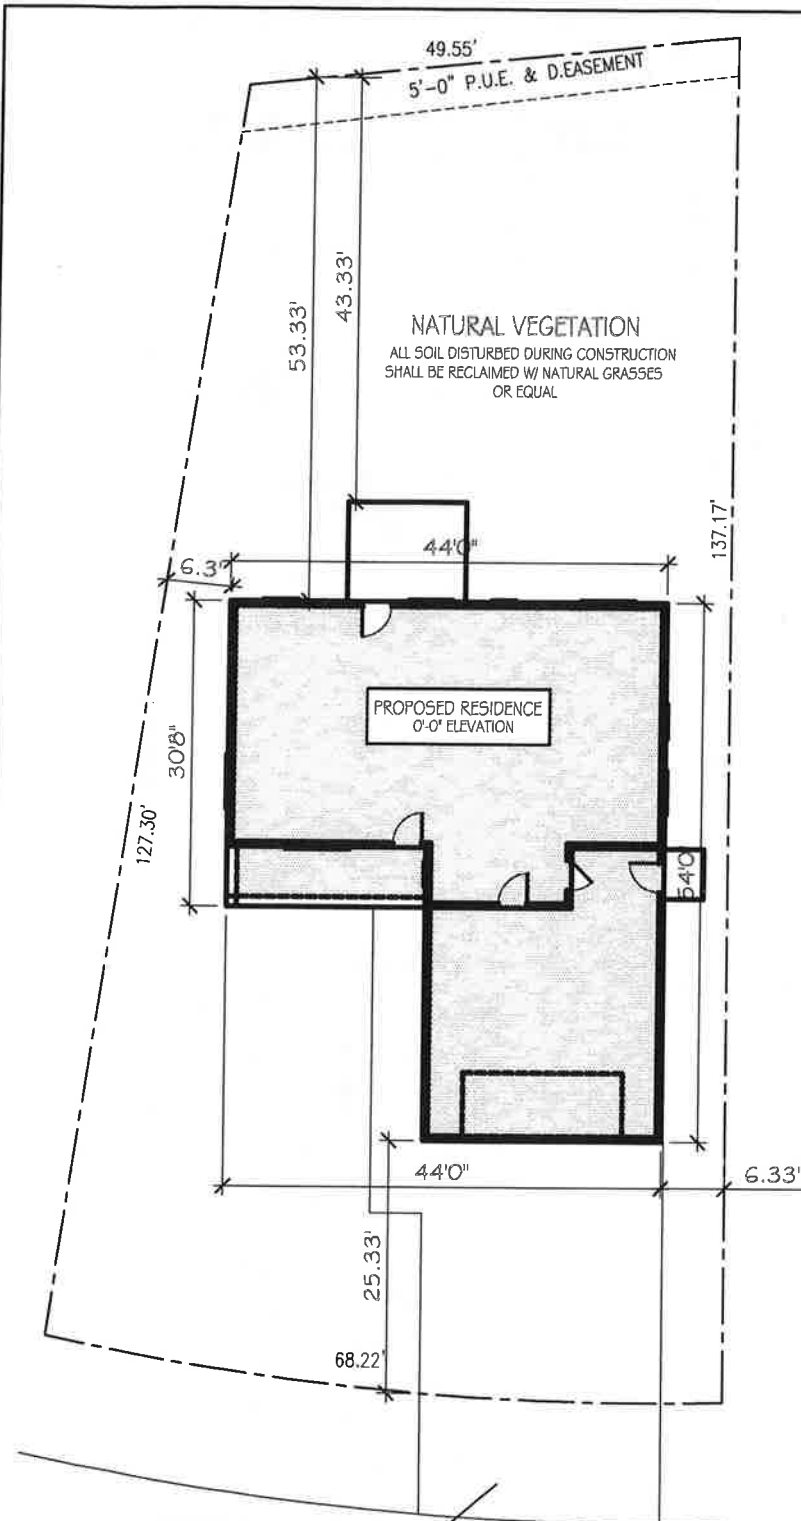 49.55'
5'-0" P.U.E. & D.EASEMENT
53.33'
43.33'
NATURAL VEGETATION
ALL SOIL DISTURBED DURING CONSTRUCTION
SHALL BE RECLAIMED W/ NATURAL GRASSES
OR EQUAL
137.17'
44'0"
6.3'
PROPOSED RESIDENCE
0'-0" ELEVATION
30'8"
127.30'
54'0
44'0"
6.33'
25.33'
68.22'